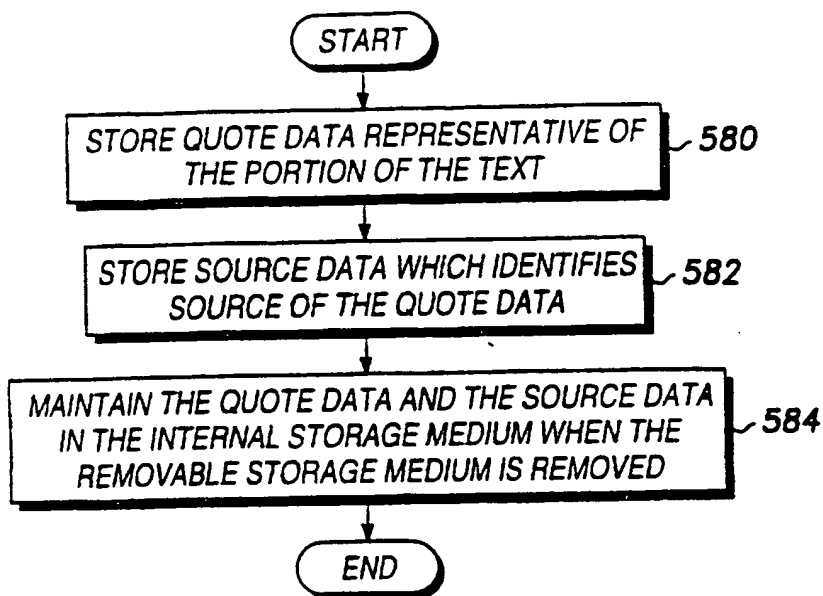 START
STORE QUOTE DATA REPRESENTATIVE OF
THE PORTION OF THE TEXT
580
STORE SOURCE DATA WHICH IDENTIFIES
SOURCE OF THE QUOTE DATA
582
MAINTAIN THE QUOTE DATA AND THE SOURCE DATA
IN THE INTERNAL STORAGE MEDIUM WHEN THE
REMOVABLE STORAGE MEDIUM IS REMOVED
584
END